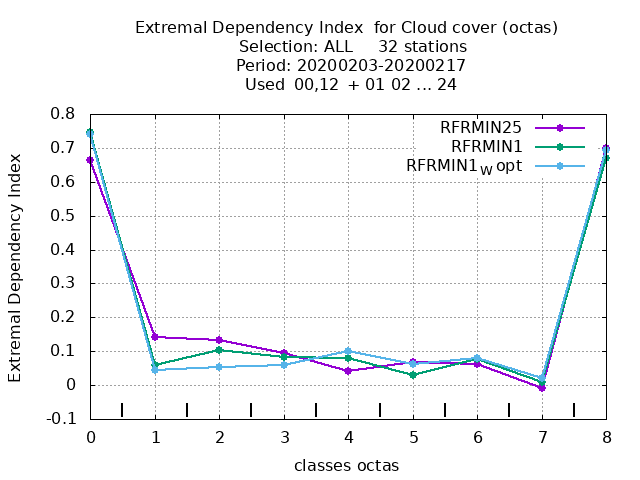 Extremal Dependency Index for Cloud cover (octas)
Selection: ALL 32 stations
Period: 20200203-20200217
Used 00,12 + 01 02 ... 24
RFRMIN25
RFRMIN1
RFRMIN1W opt
Extremal Dependency Index
0.8
0.7
0.6
0.5
0.4
0.3
0.2
0.1
0
-0.1
0 1 2 3 4 5 6 7 8
classes octas